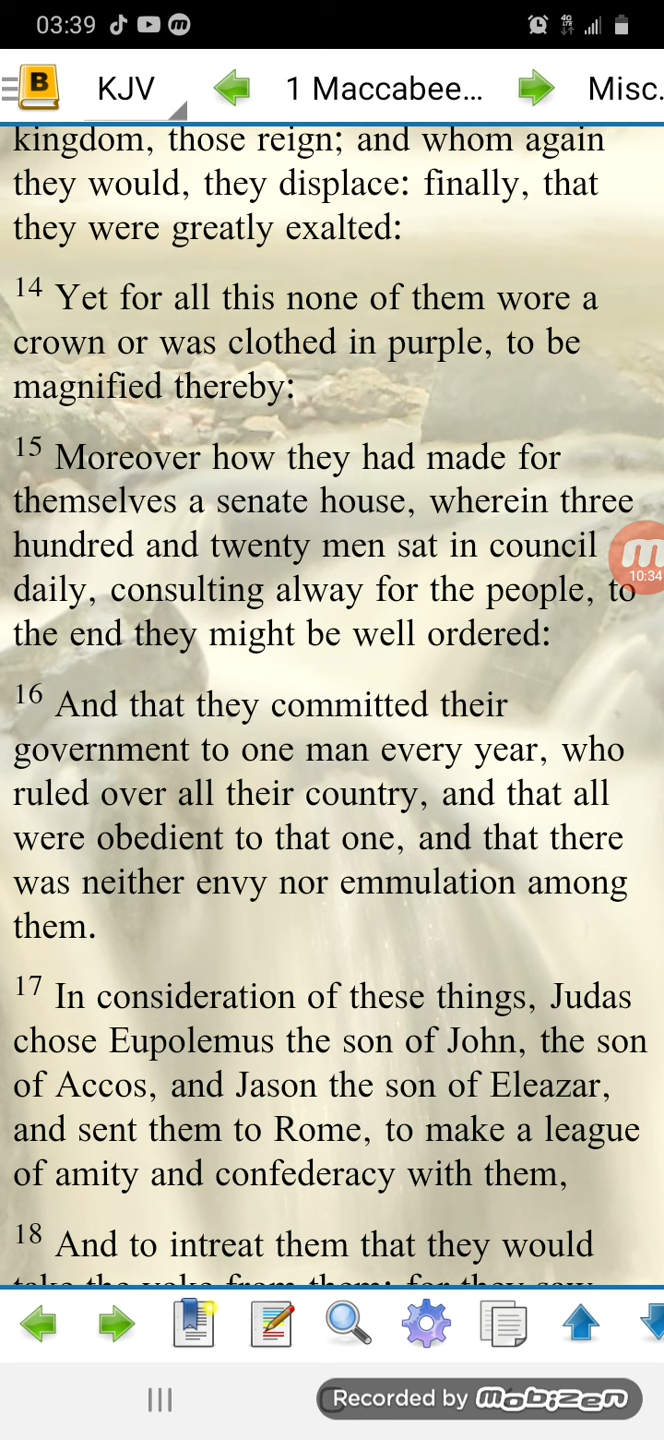 03:39
KJV
1 Maccabee...
Misc.
kingdom, those reign; and whom again
they would, they displace: finally, that
they were greatly exalted:
14 Yet for all this none of them wore a
crown or was clothed in purple, to be
magnified thereby:
15 Moreover how they had made for
themselves a senate house, wherein three
hundred and twenty men sat in council
daily, consulting alway for the people, to
the end they might be well ordered:
10:34
16 And that they committed their
government to one man every year, who
ruled over all their country, and that all
were obedient to that one, and that there
was neither envy nor emmulation among
them.
17 In consideration of these things, Judas
chose Eupolemus the son of John, the son
of Accos, and Jason the son of Eleazar,
and sent them to Rome, to make a league
of amity and confederacy with them,
18 And to intreat them that they would
take the yoke from them; for they saw
Recorded by mobizen